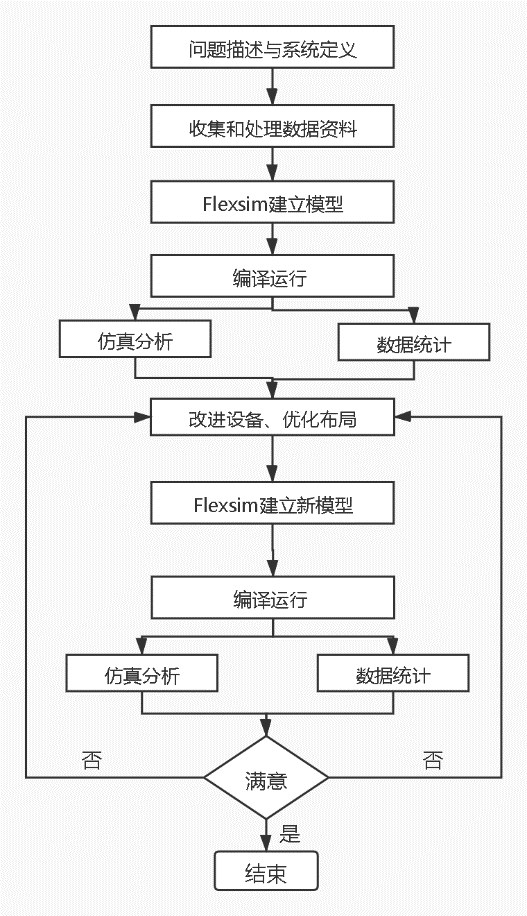 问题描述与系统定义
收集和处理数据资料
Flexsim建立模型
编译运行
仿真分析
数据统计
改进设备、优化布局
Flexsim建立新模型
编译运行
仿真分析
数据统计
否
否
满意
是
结束